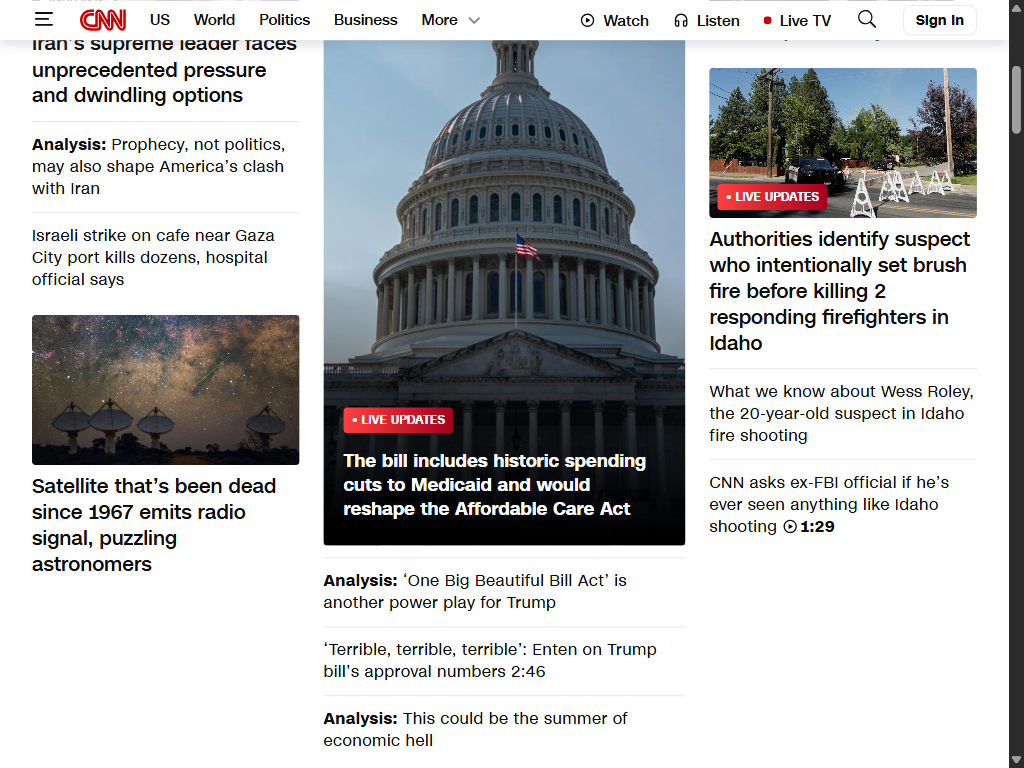 CNN
US
World
Politics
Business
More
Watch
Listen
Live TV
Sign In
Iran's supreme leader faces
unprecedented pressure
and dwindling options
Analysis: Prophecy, not politics,
may also shape America's clash
with Iran
Israeli strike on cafe near Gaza
City port kills dozens, hospital
official says
Satellite that's been dead
since 1967 emits radio
signal, puzzling
astronomers
• LIVE UPDATES
The bill includes historic spending
cuts to Medicaid and would
reshape the Affordable Care Act
Analysis: ‘One Big Beautiful Bill Act’ is
another power play for Trump
‘Terrible, terrible, terrible’: Enten on Trump
bill’s approval numbers 2:46
Analysis: This could be the summer of
economic hell
• LIVE UPDATES
Authorities identify suspect
who intentionally set brush
fire before killing 2
responding firefighters in
Idaho
What we know about Wess Roley,
the 20-year-old suspect in Idaho
fire shooting
CNN asks ex-FBI official if he’s
ever seen anything like Idaho
shooting 1:29